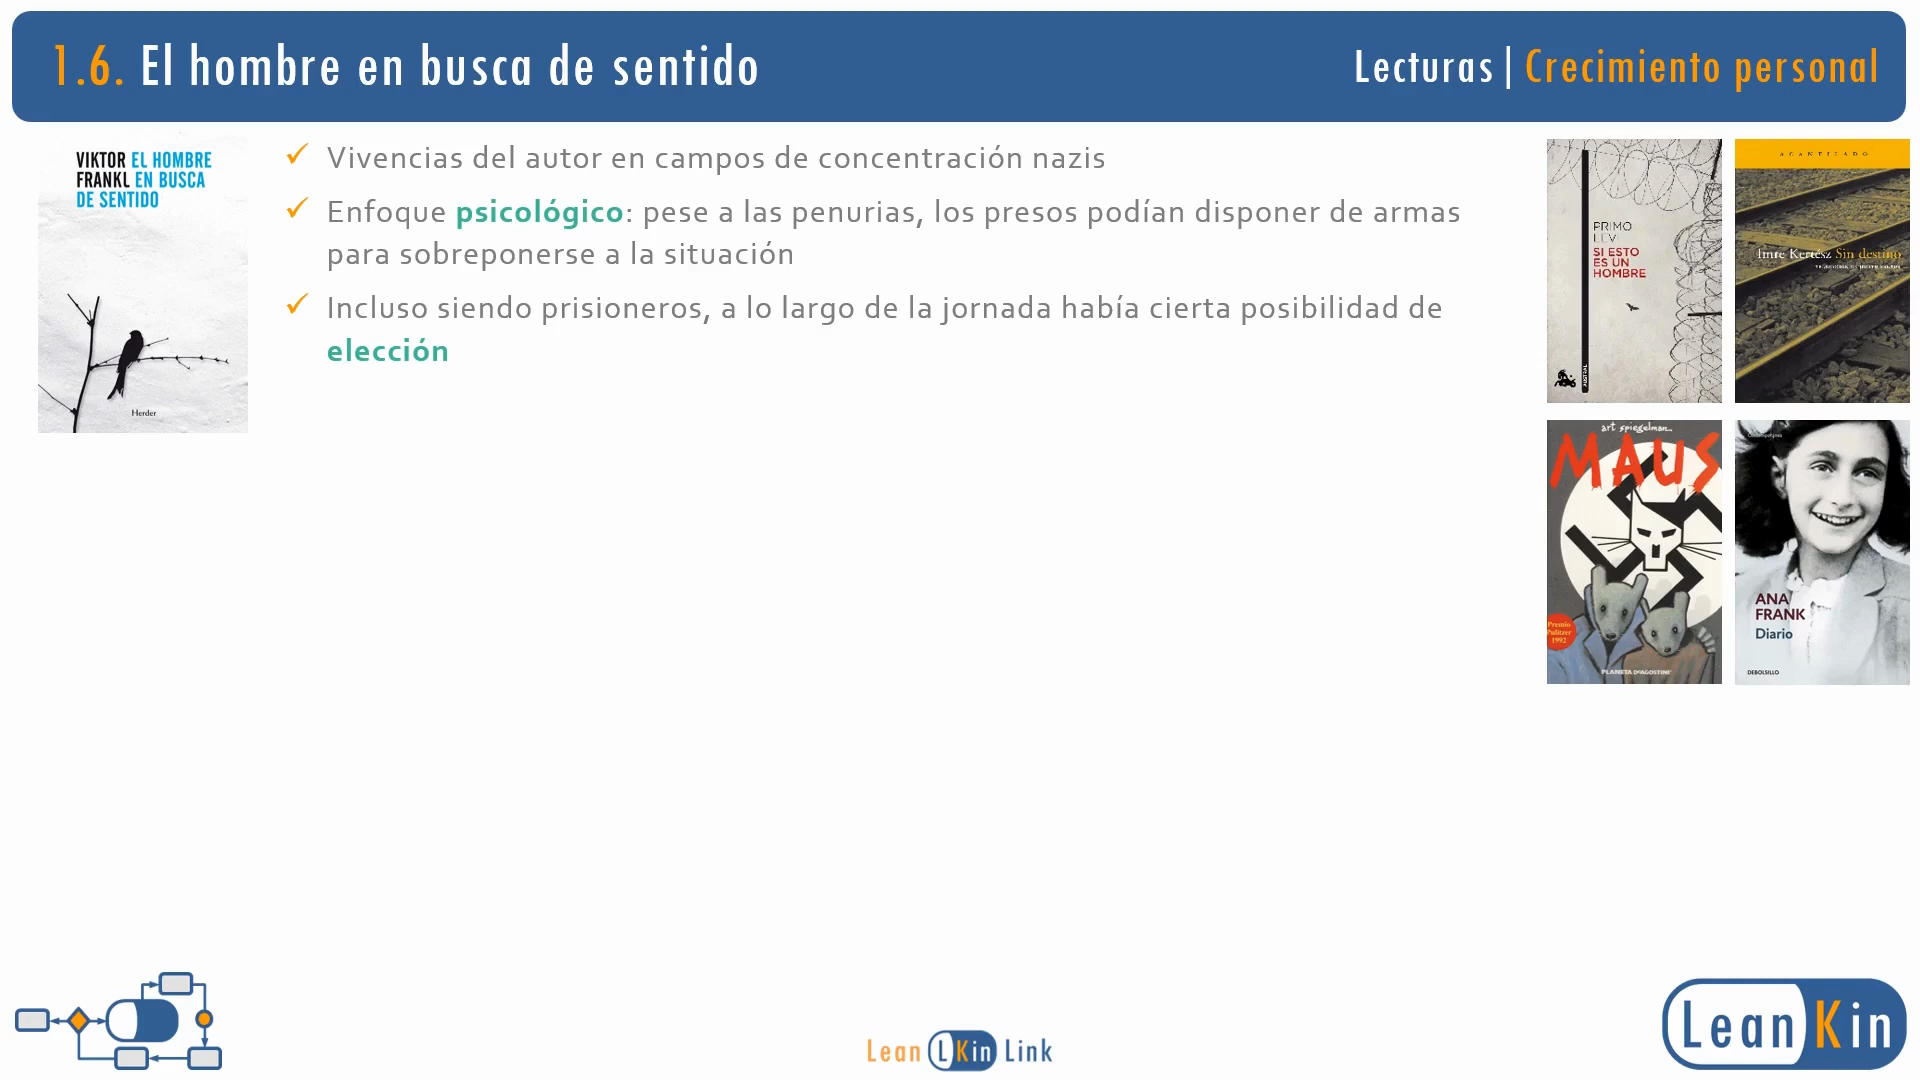 1.6. El hombre en busca de sentido
Lecturas | Crecimiento personal
VIKTOR EL HOMBRE
FRANKL EN BUSCA
DE SENTIDO
Herder
✓ Vivencias del autor en campos de concentración nazis
✓ Enfoque psicológico: pese a las penurias, los presos podían disponer de armas
para sobreponerse a la situación
✓ Incluso siendo prisioneros, a lo largo de la jornada había cierta posibilidad de
elección
PRIMO
LEVI
SI ESTO
ES UN
HOMBRE
AUSTRAL
ACANTILADO
Imre Kertész Sin destino
art spiegelman
MAUS
Premio
Pulitzer
1992
PLANETA DEAGOSTINI
ANA
FRANK
Diario
DEBOLSILLO
Lean LKin Link
LeanKin